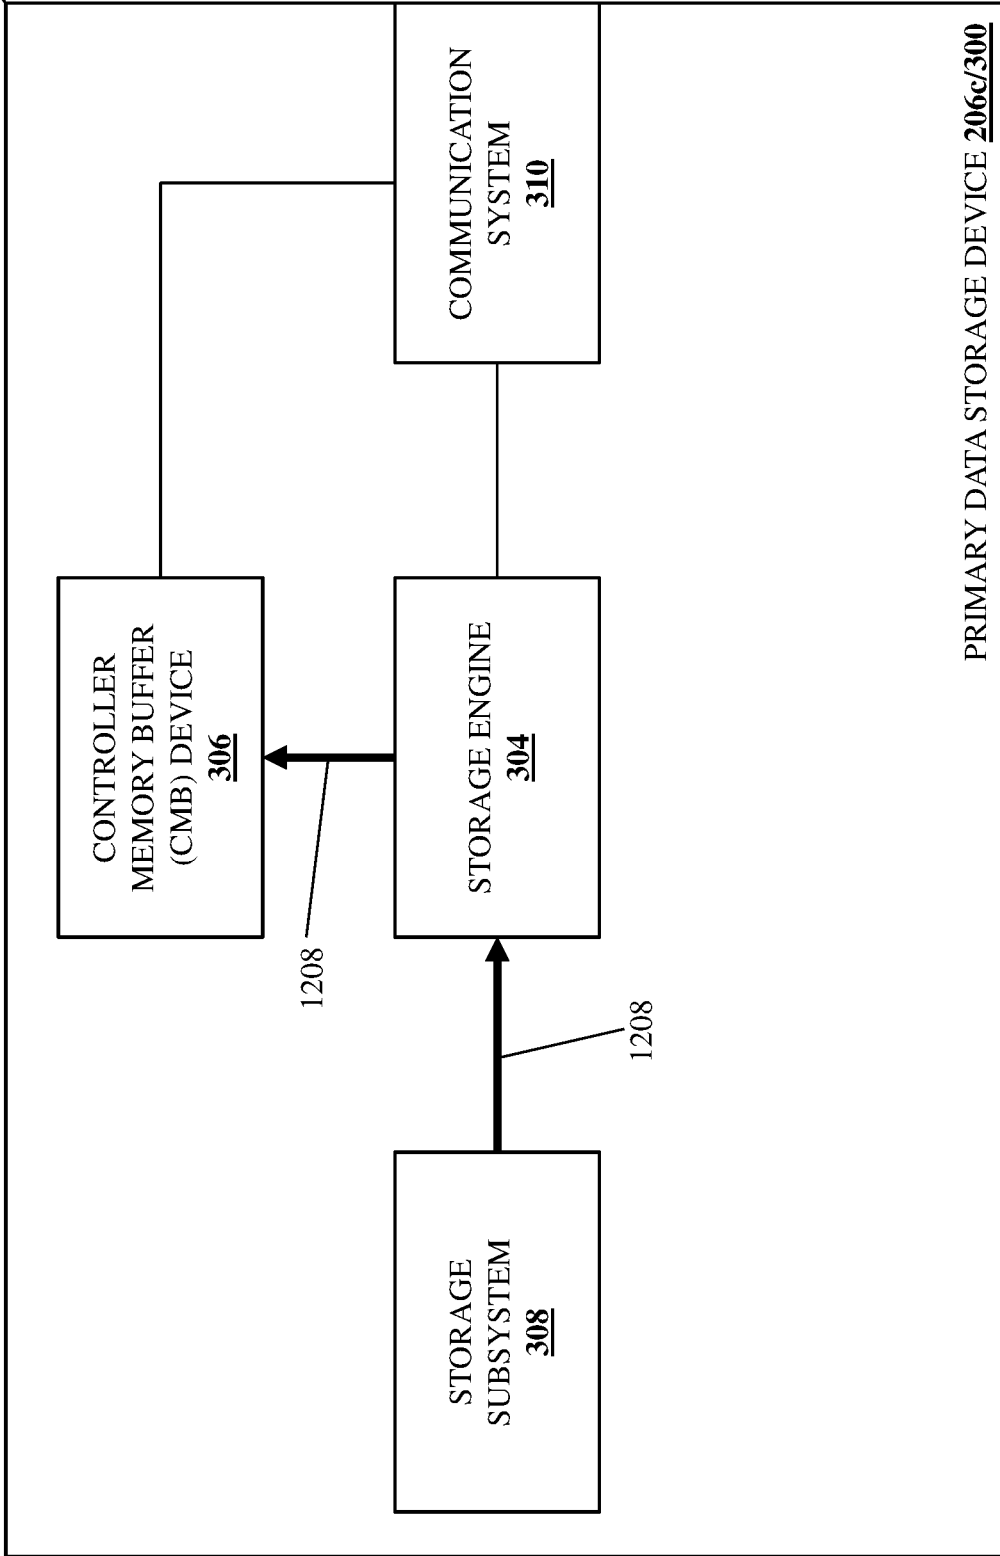 CONTROLLER
MEMORY BUFFER
(CMB) DEVICE
306
1208
STORAGE
SUBSYSTEM
308
1208
STORAGE ENGINE
304
COMMUNICATION
SYSTEM
310
PRIMARY DATA STORAGE DEVICE 206c/300